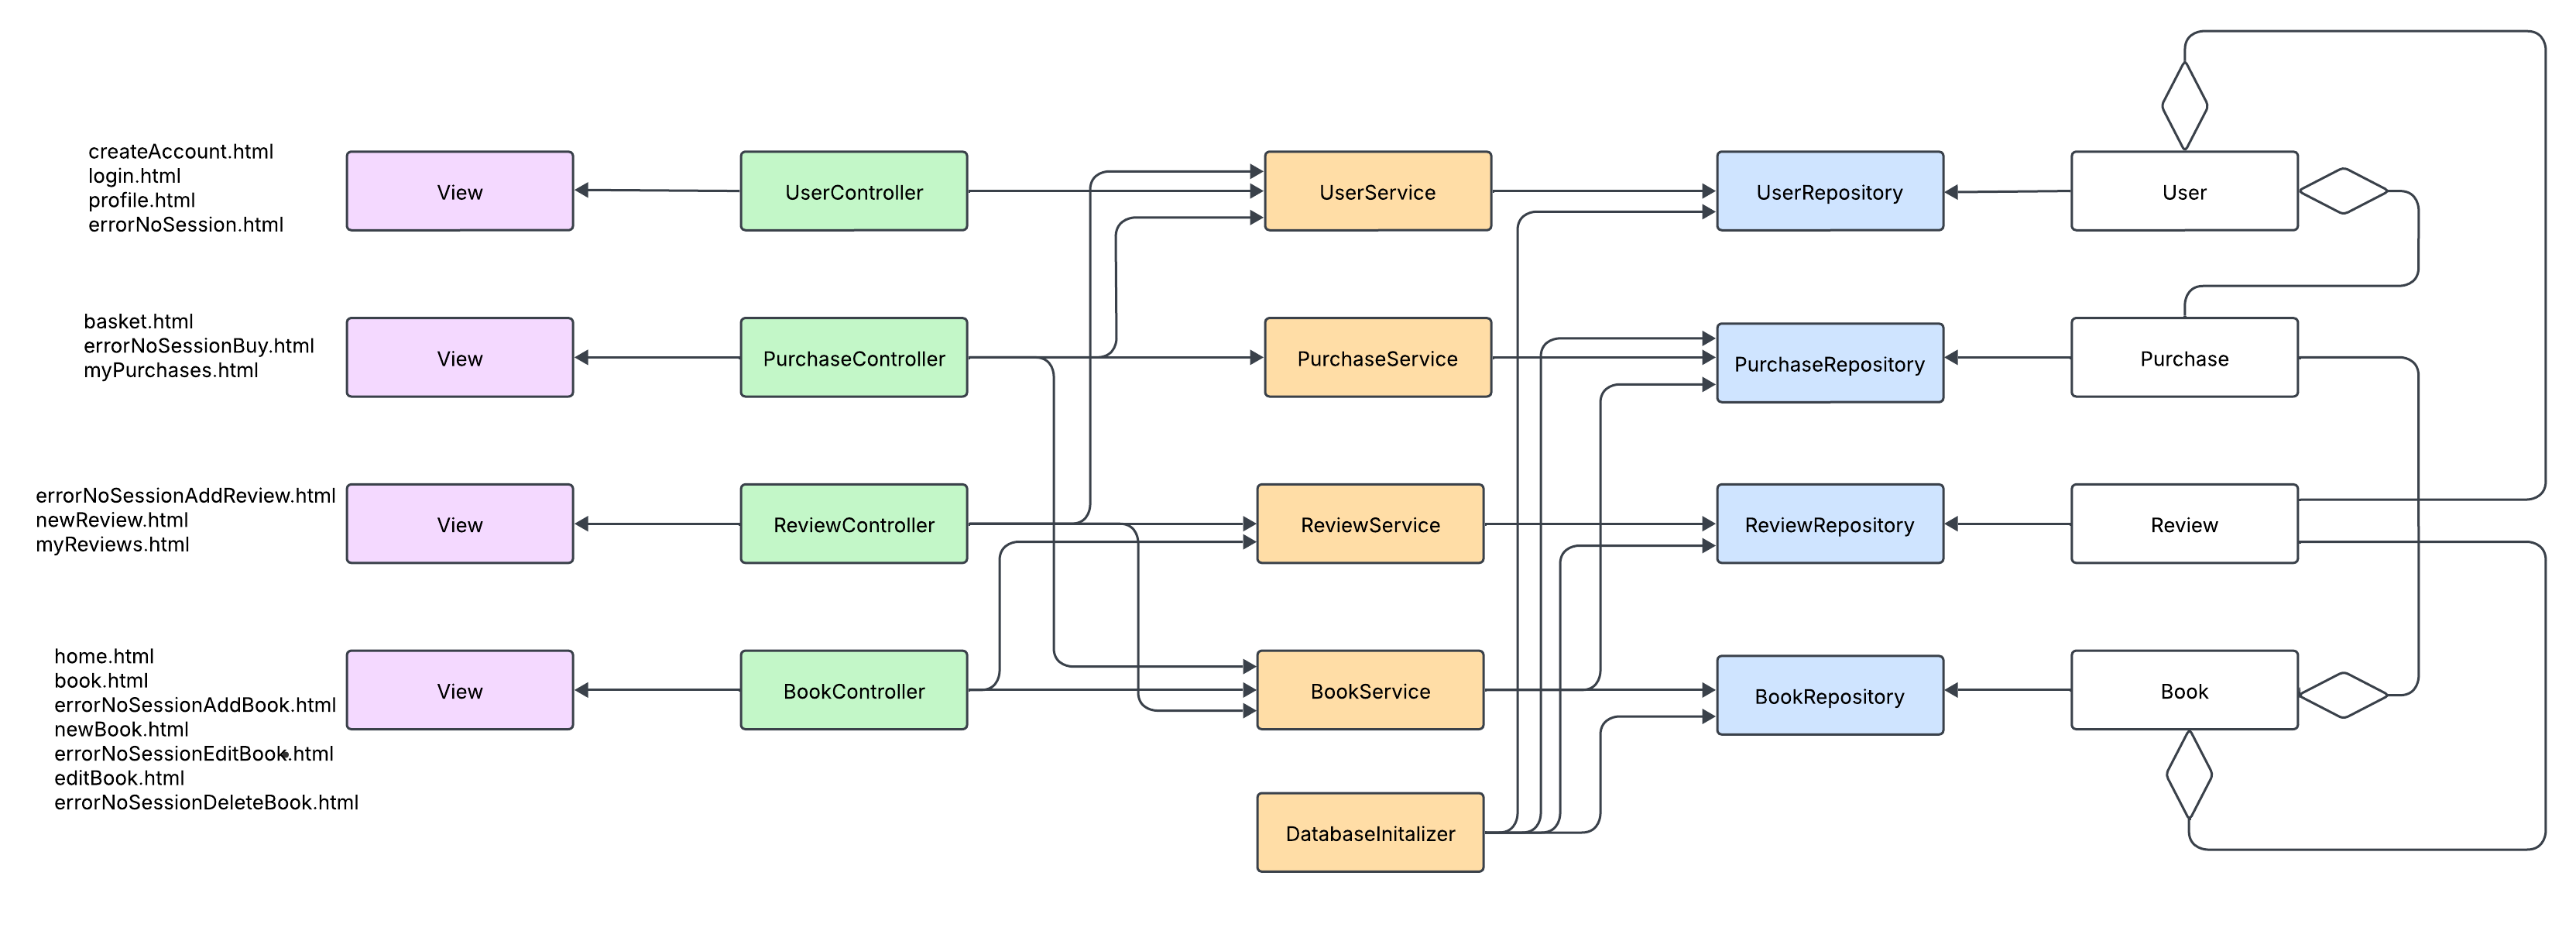 createAccount.html
login.html
profile.html
errorNoSession.html
View
UserController
UserService
UserRepository
User
basket.html
errorNoSessionBuy.html
myPurchases.html
View
PurchaseController
PurchaseService
PurchaseRepository
Purchase
errorNoSessionAddReview.html
newReview.html
myReviews.html
View
ReviewController
ReviewService
ReviewRepository
Review
home.html
book.html
errorNoSessionAddBook.html
newBook.html
errorNoSessionEditBook.html
editBook.html
errorNoSessionDeleteBook.html
View
BookController
BookService
BookRepository
Book
DatabaseInitalizer